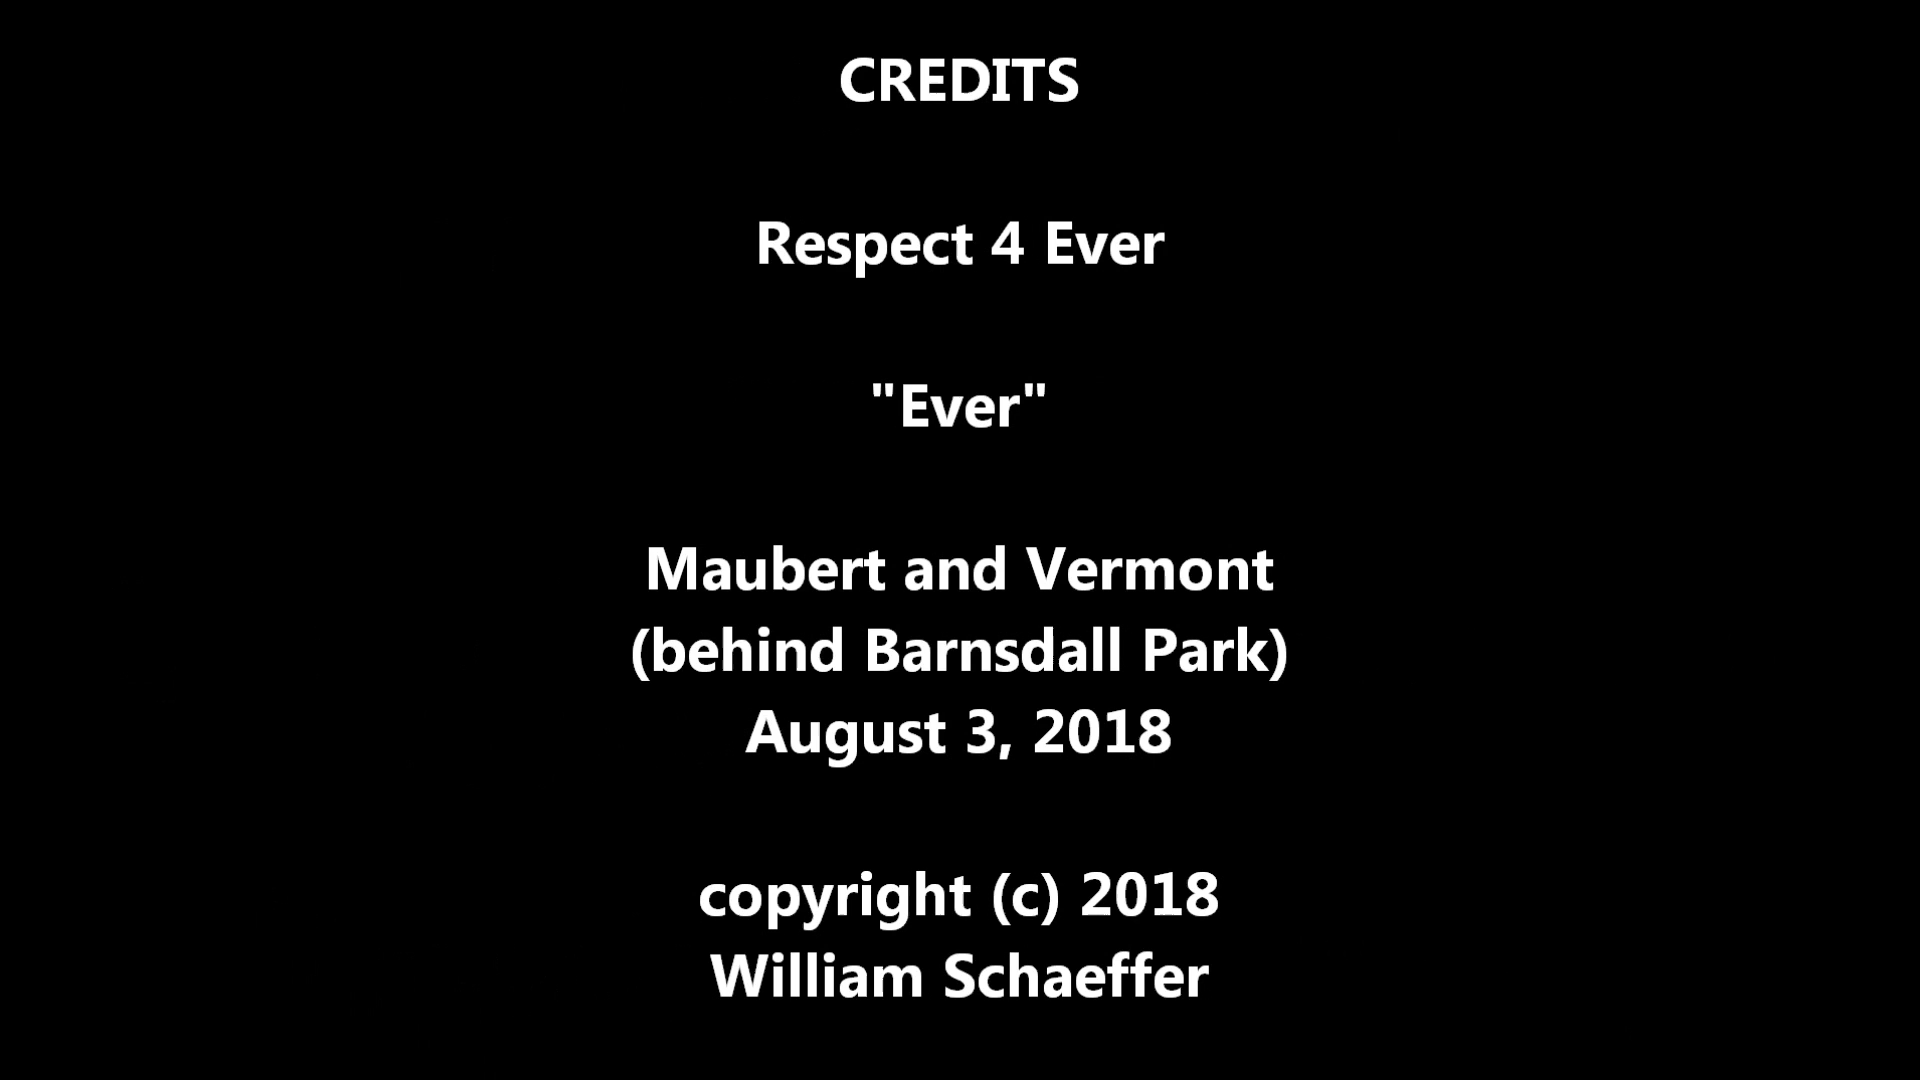 CREDITS
Respect 4 Ever
"Ever"
Maubert and Vermont
(behind Barnsdall Park)
August 3, 2018
copyright (c) 2018
William Schaeffer